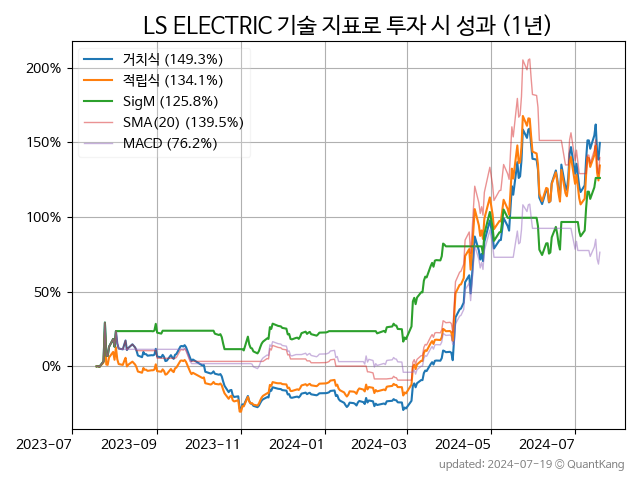 LS ELECTRIC 기술 지표로 투자 시 성과 (1년)
거치식 (149.3%)
적립식 (134.1%)
SigM (125.8%)
SMA(20) (139.5%)
MACD (76.2%)
200%
150%
100%
50%
0%
2023-07 2023-09 2023-11 2024-01 2024-03 2024-05 2024-07
updated: 2024-07-19 @ QuantKang